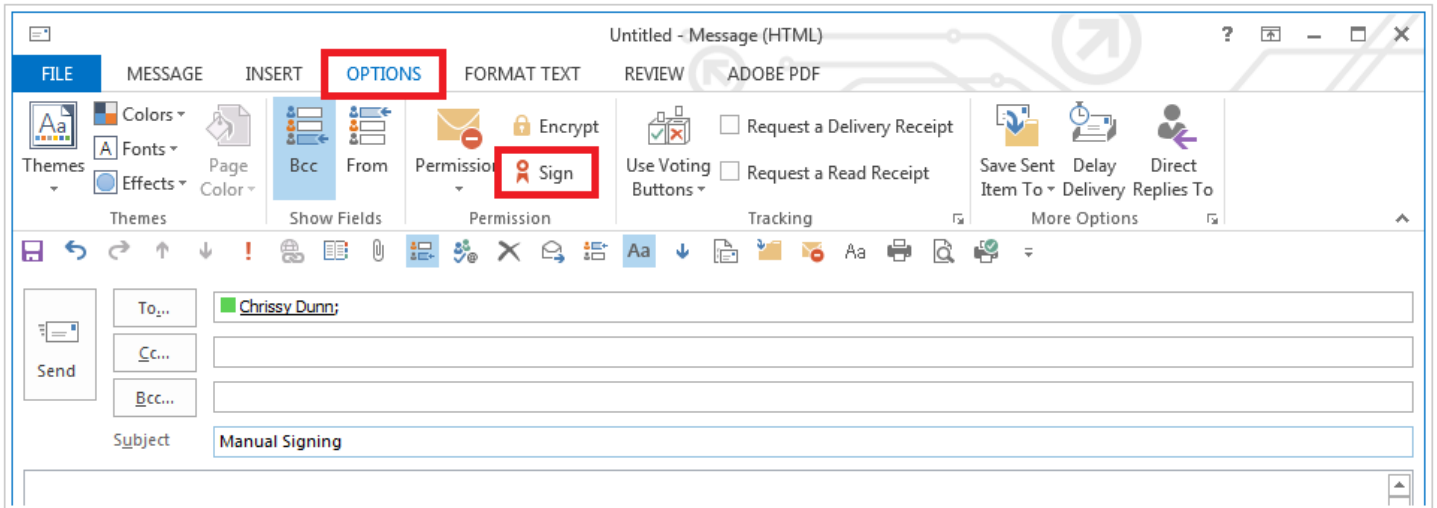 Untitled - Message (HTML)
?
FILE MESSAGE INSERT OPTIONS FORMAT TEXT REVIEW ADOBE PDF
Aa Colors Encrypt Request a Delivery Receipt
A Fonts
Themes Page Bcc From Permission Sign Use Voting Request a Read Receipt Save Sent Delay Direct
Effects Color Buttons Item To Delivery Replies To
Themes Show Fields Permission Tracking More Options
! Aa Aa
To... Chrissy Dunn;
Cc...
Send
Bcc...
Subject Manual Signing